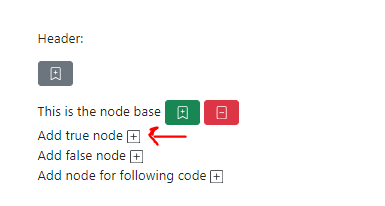 Header:
This is the node base
Add true node
Add false node
Add node for following code